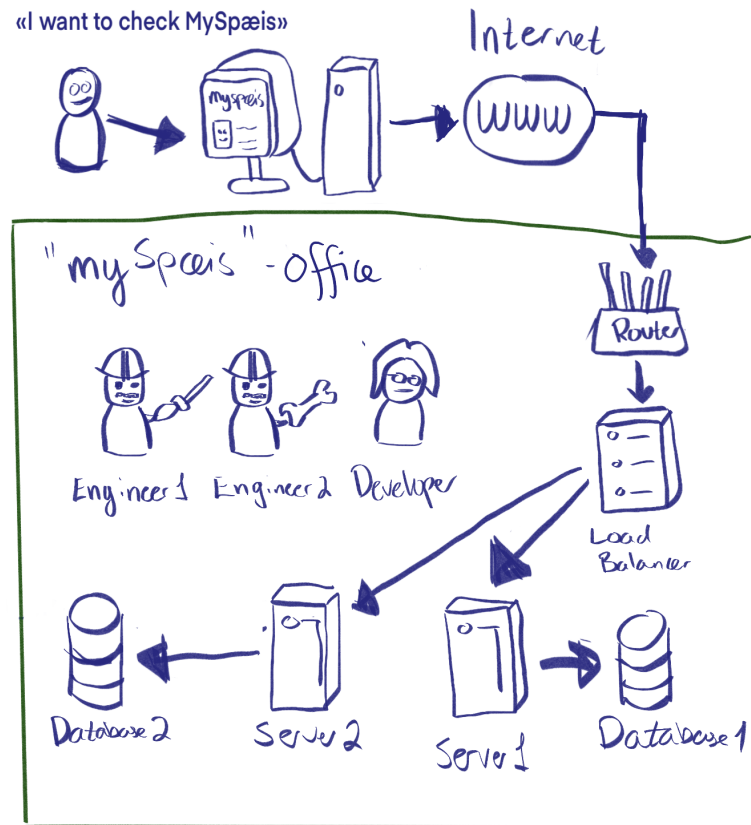 «I want to check MySpæis»
Internet
myspæis
WWW
"mySpæis" - Office
Router
Engineer 1 Engineer 2 Developer
Load
Balancer
Database 2 Server 2 Server 1 Database 1